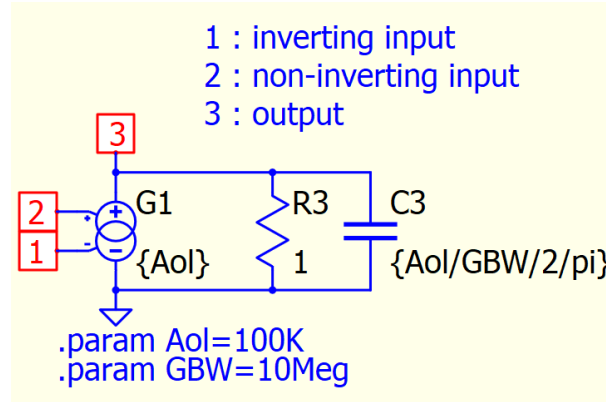 1 : inverting input
2 : non-inverting input
3 : output
3
2
1
+
-
+
−
G1
{Aol}
R3
1
C3
{Aol/GBW/2/pi}
.param Aol=100K
.param GBW=10Meg